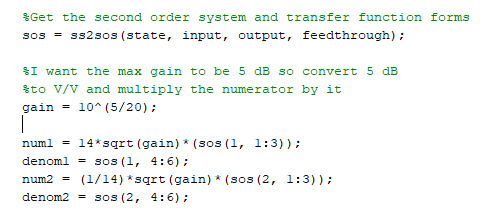 %Get the second order system and transfer function forms
sos = ss2sos(state, input, output, feedthrough);
%I want the max gain to be 5 dB so convert 5 dB
%to V/V and multiply the numerator by it
gain = 10^(5/20);
num1 = 14*sqrt(gain)*(sos(1, 1:3));
denom1 = sos(1, 4:6);
num2 = (1/14)*sqrt(gain)*(sos(2, 1:3));
denom2 = sos(2, 4:6);